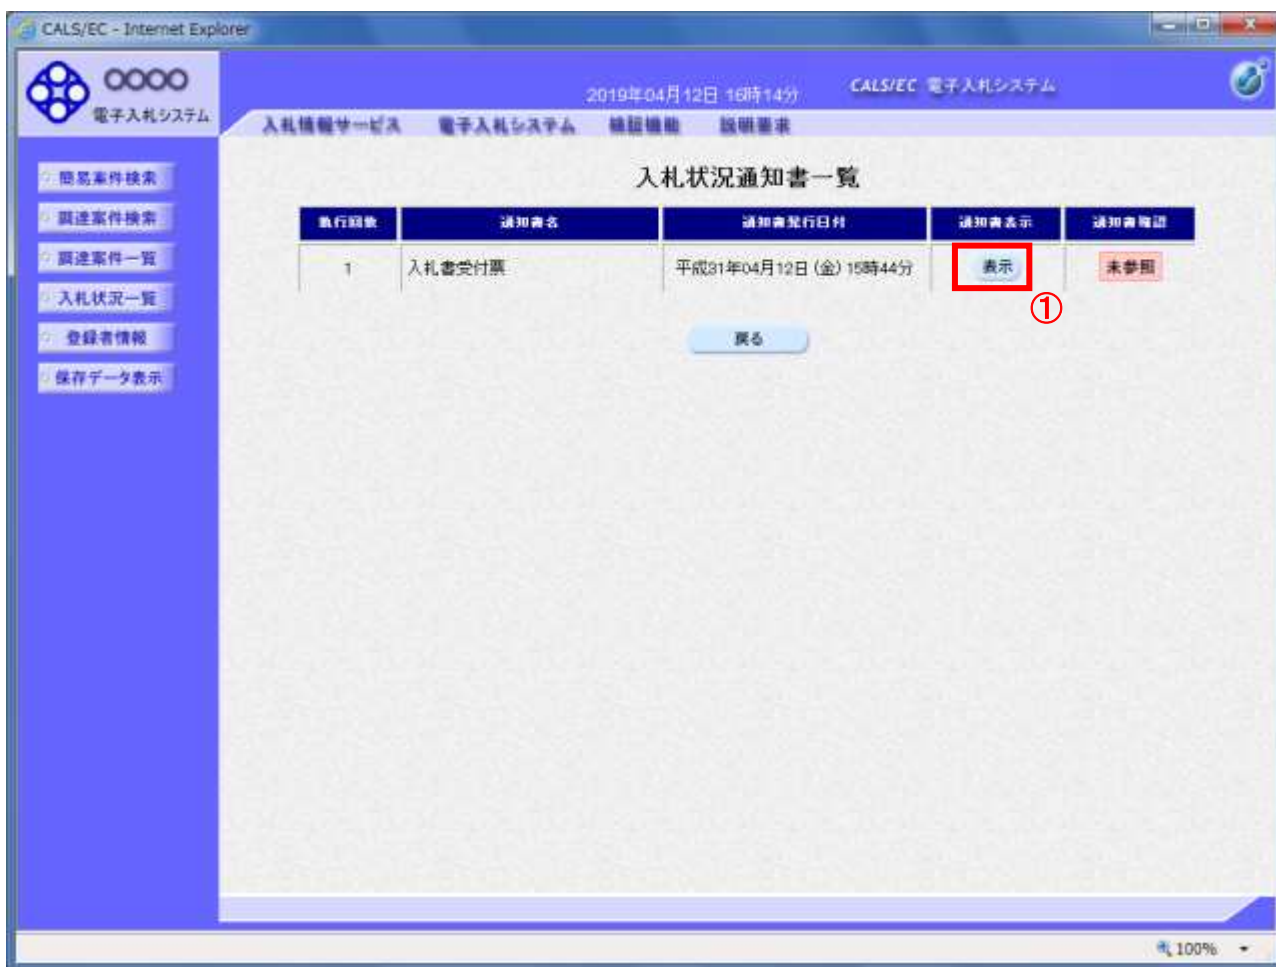 CALS/EC - Internet Explorer
OOOO
電子入札システム
2019年04月12日 16時14分
CALS/EC 電子入札システム
入札情報サービス 電子入札システム 検証機能 説明要求
簡易案件検索
調達案件検索
調達案件一覧
入札状況一覧
登録者情報
保存データ表示
入札状況通知書一覧
執行回数 通知書名 通知書発行日付 通知書表示 通知書確認
1 入札書受付票 平成31年04月12日(金) 15時44分 表示 未参照
①
戻る
100%